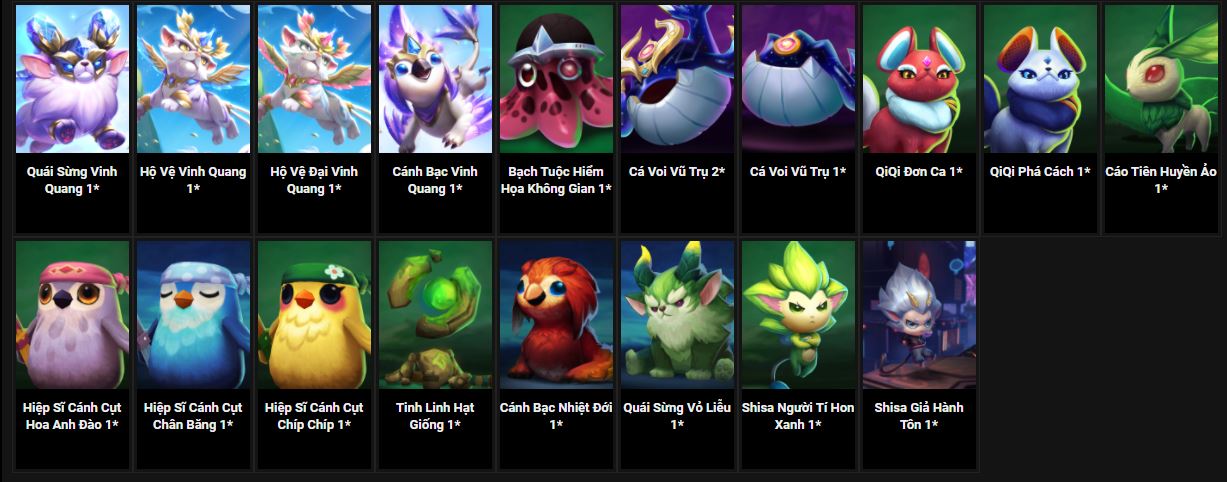 Quái Sừng Vinh
Quang 1*
Hộ Vệ Vinh Quang
1*
Hộ Vệ Đại Vinh
Quang 1*
Cánh Bạc Vinh
Quang 1*
Bạch Tuộc Hiểm
Họa Không Gian 1*
Cá Voi Vũ Trụ 2*
Cá Voi Vũ Trụ 1*
QiQi Đơn Ca 1*
QiQi Phá Cách 1*
Cáo Tiên Huyền Ảo
1*
Hiệp Sĩ Cánh Cụt
Hoa Anh Đào 1*
Hiệp Sĩ Cánh Cụt
Chân Băng 1*
Hiệp Sĩ Cánh Cụt
Chíp Chíp 1*
Tinh Linh Hạt
Giống 1*
Cánh Bạc Nhiệt Đới
1*
Quái Sừng Vỏ Liễu
1*
Shisa Người Tí Hon
Xanh 1*
Shisa Giả Hành
Tôn 1*